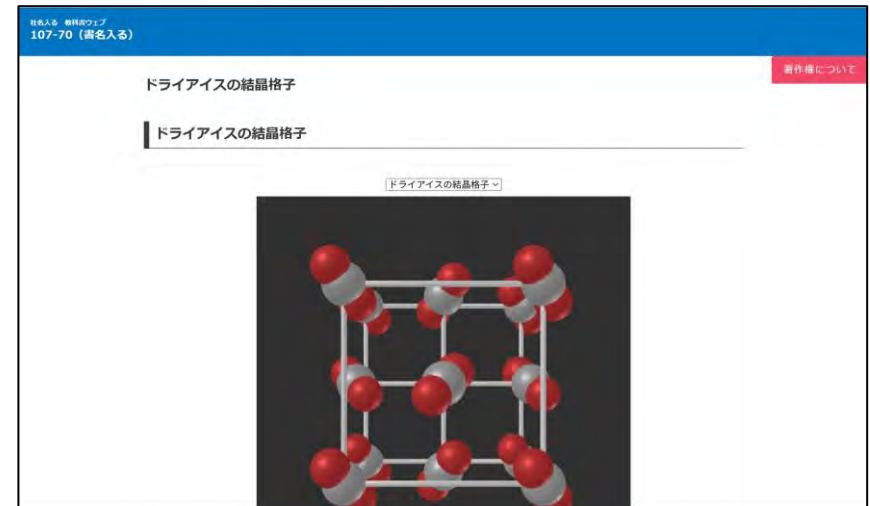 社名入る 教科書ウェブ
107-70（書名入る）
著作権について
ドライアイスの結晶格子
ドライアイスの結晶格子
ドライアイスの結晶格子